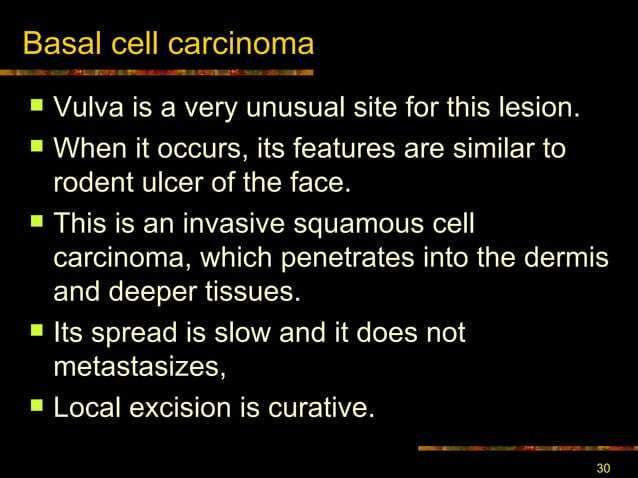 Basal cell carcinoma
Vulva is a very unusual site for this lesion.
When it occurs, its features are similar to
rodent ulcer of the face.
This is an invasive squamous cell
carcinoma, which penetrates into the dermis
and deeper tissues.
Its spread is slow and it does not
metastasizes,
Local excision is curative.
30